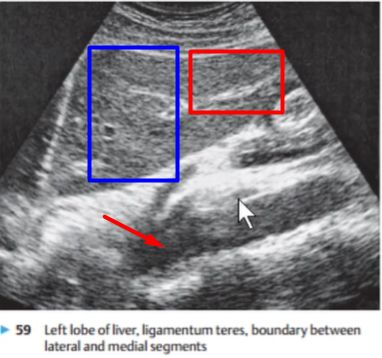 ► 59 Left lobe of liver, ligamentum teres, boundary between
lateral and medial segments